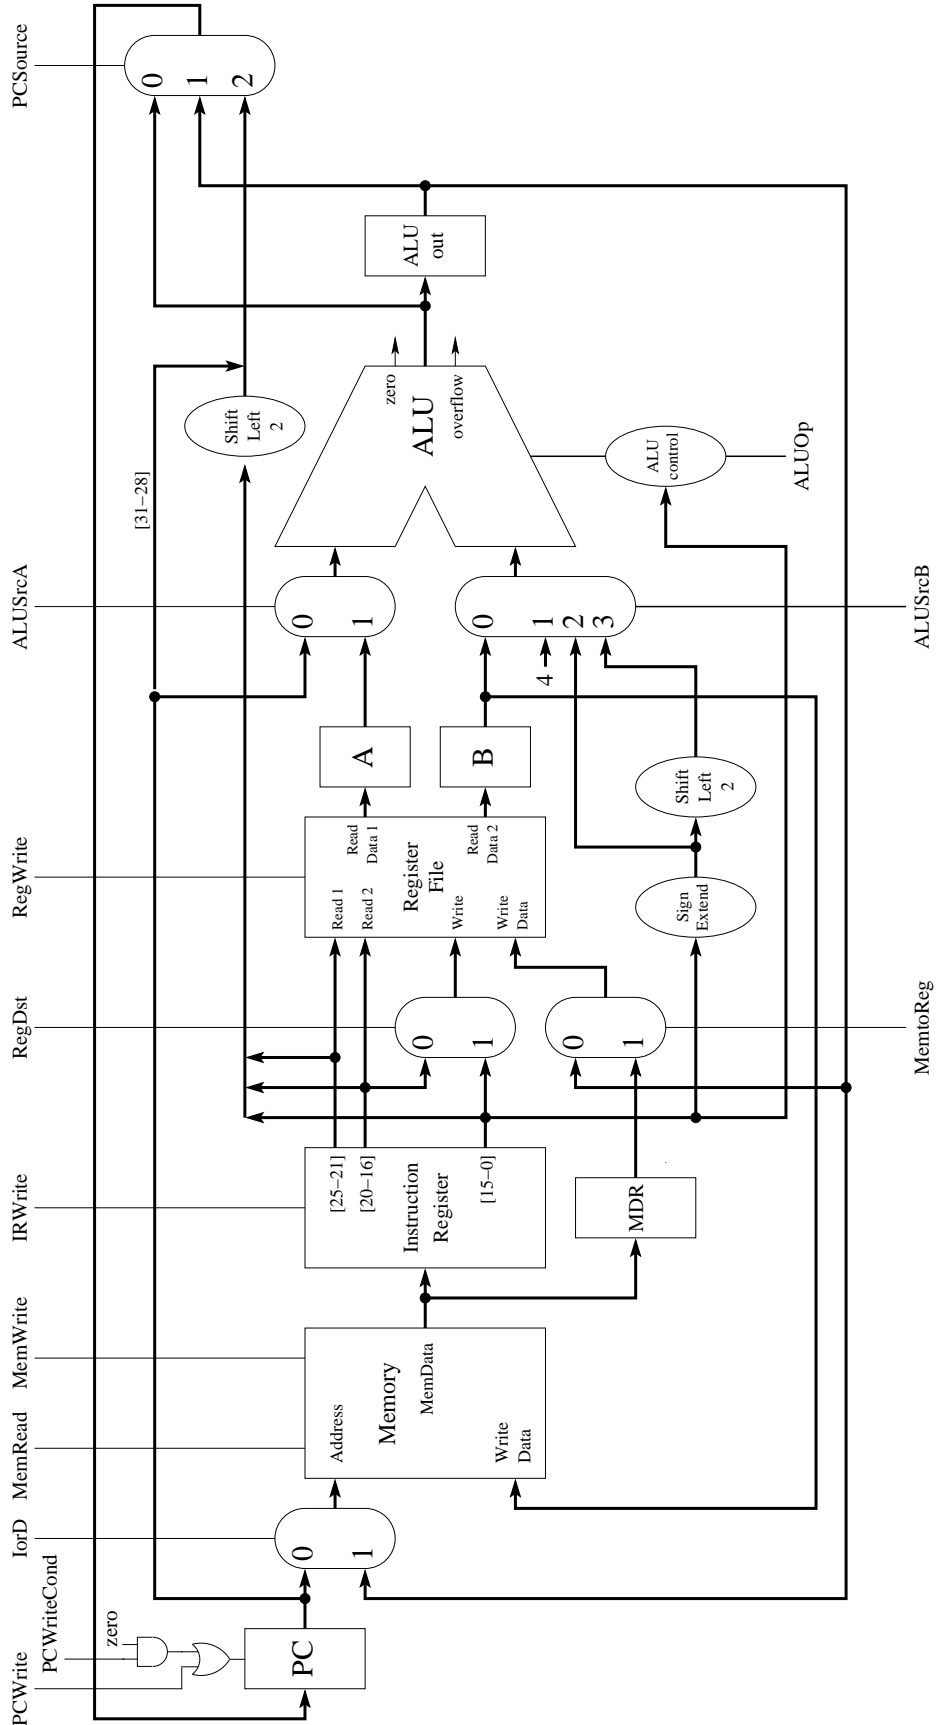 PCWrite
PCWriteCond
zero
IorD
MemRead
MemWrite
IRWrite
RegDst
RegWrite
ALUSrcA
PCSource
PC
0
1
Address
Memory
MemData
Write
Data
[25−21]
[20−16]
Instruction
Register
[15−0]
MDR
0
1
0
1
Read 1
Read 2
Register
File
Write
Write
Data
Read
Data 1
Read
Data 2
Sign
Extend
Shift
Left
2
A
B
4
0
1
0
1
2
3
[31−28]
Shift
Left
2
zero
ALU
overflow
ALU
control
ALU
out
0
1
2
MemtoReg
ALUSrcB
ALUOp